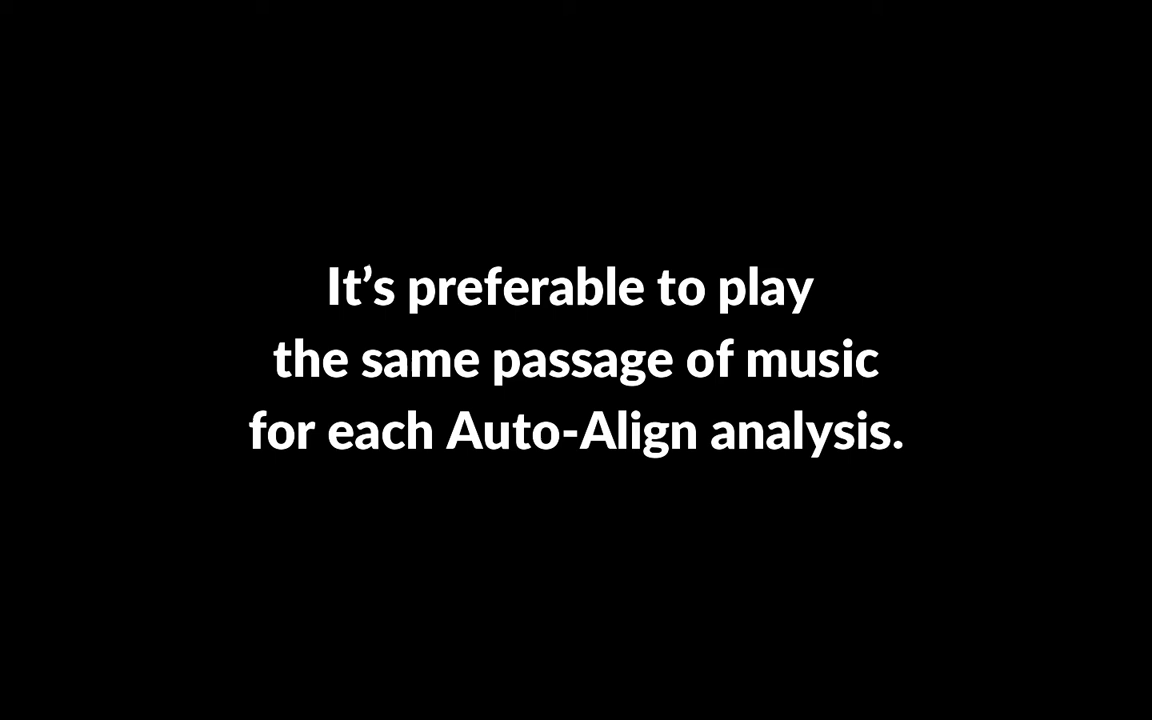 It’s preferable to play
the same passage of music
for each Auto-Align analysis.